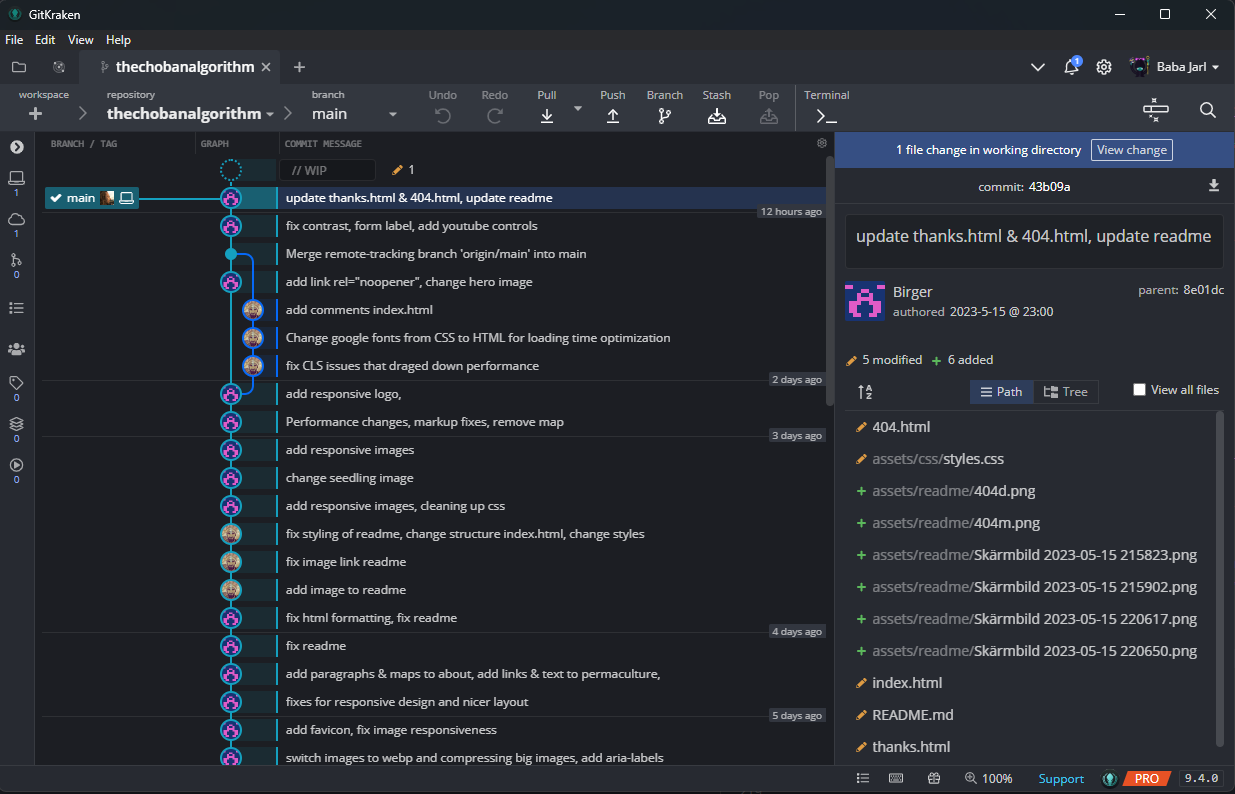 GitKraken
File Edit View Help
thechobanalgorithm
1
Baba Jarl
workspace
repository
thechobanalgorithm
branch
main
Undo
Redo
Pull
Push
Branch
Stash
Pop
Terminal
1
1
0
0
0
0
BRANCH / TAG
GRAPH
COMMIT MESSAGE
// WIP
1
main
update thanks.html & 404.html, update readme
12 hours ago
fix contrast, form label, add youtube controls
Merge remote-tracking branch 'origin/main' into main
add link rel="noopener", change hero image
add comments index.html
Change google fonts from CSS to HTML for loading time optimization
fix CLS issues that draged down performance
2 days ago
add responsive logo,
Performance changes, markup fixes, remove map
3 days ago
add responsive images
change seedling image
add responsive images, cleaning up css
fix styling of readme, change structure index.html, change styles
fix image link readme
add image to readme
fix html formatting, fix readme
4 days ago
fix readme
add paragraphs & maps to about, add links & text to permaculture,
fixes for responsive design and nicer layout
5 days ago
add favicon, fix image responsiveness
switch images to webp and compressing big images, add aria-labels
1 file change in working directory
View change
commit: 43b09a
update thanks.html & 404.html, update readme
Birger
authored 2023-5-15 @ 23:00
parent: 8e01dc
5 modified
6 added
Path
Tree
View all files
404.html
assets/css/styles.css
assets/readme/404d.png
assets/readme/404m.png
assets/readme/Skärmbild 2023-05-15 215823.png
assets/readme/Skärmbild 2023-05-15 215902.png
assets/readme/Skärmbild 2023-05-15 220617.png
assets/readme/Skärmbild 2023-05-15 220650.png
index.html
README.md
thanks.html
100%
Support
PRO
9.4.0